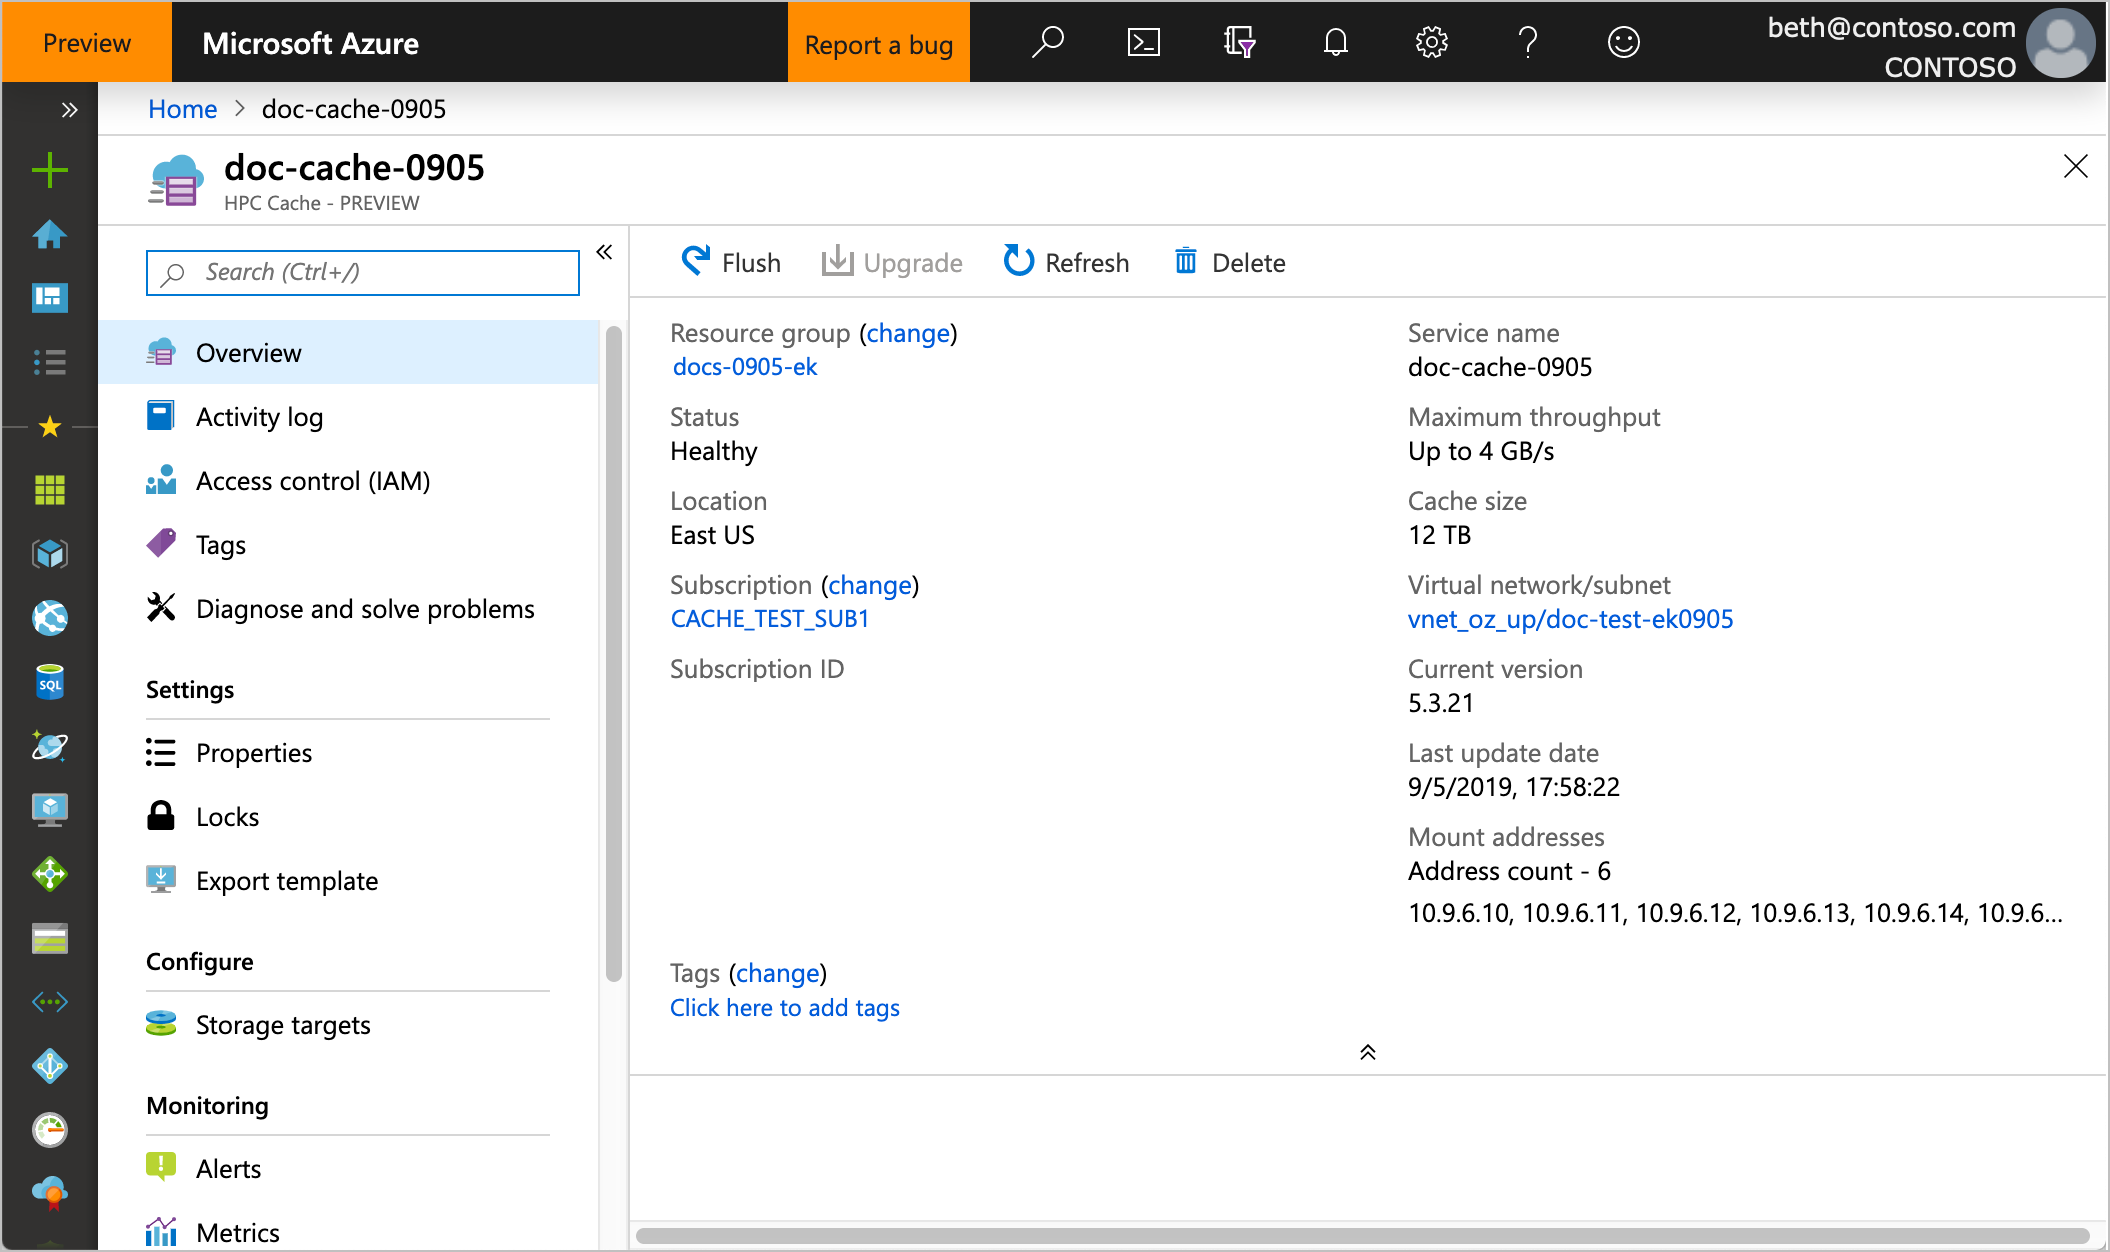 Preview
Microsoft Azure
Report a bug
beth@contoso.com
CONTOSO
Home > doc-cache-0905
doc-cache-0905
HPC Cache - PREVIEW
Search (Ctrl+/)
Overview
Activity log
Access control (IAM)
Tags
Diagnose and solve problems
Settings
Properties
Locks
Export template
Configure
Storage targets
Monitoring
Alerts
Metrics
SQL
Flush
Upgrade
Refresh
Delete
Resource group (change)
docs-0905-ek
Status
Healthy
Location
East US
Subscription (change)
CACHE_TEST_SUB1
Subscription ID
Service name
doc-cache-0905
Maximum throughput
Up to 4 GB/s
Cache size
12 TB
Virtual network/subnet
vnet_oz_up/doc-test-ek0905
Current version
5.3.21
Last update date
9/5/2019, 17:58:22
Mount addresses
Address count - 6
10.9.6.10, 10.9.6.11, 10.9.6.12, 10.9.6.13, 10.9.6.14, 10.9.6...
Tags (change)
Click here to add tags